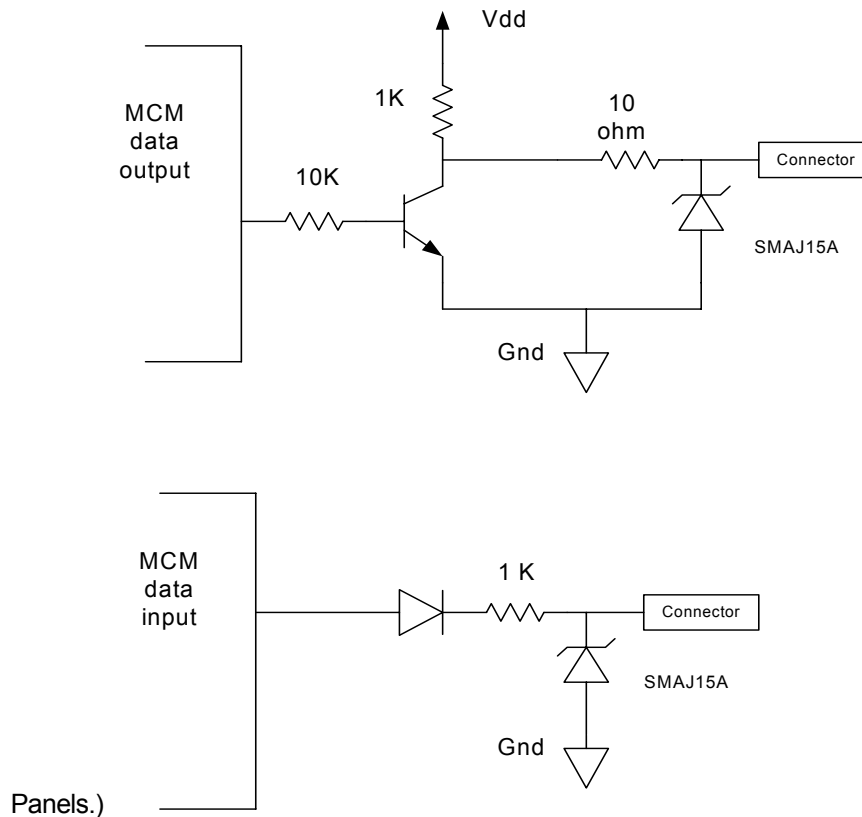 Vdd
MCM
data
output
1K
10
ohm
10K
Connector
SMAJ15A
Gnd
MCM
data
input
1 K
Connector
SMAJ15A
Gnd
Panels.)